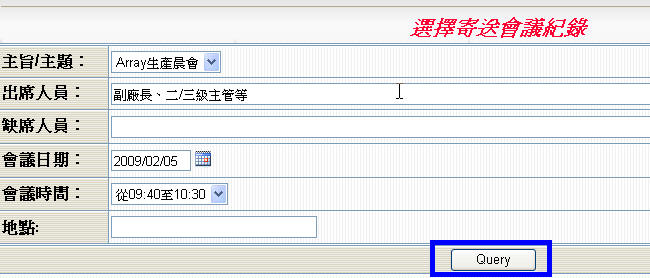 選擇寄送會議紀錄
主旨/主題： Array生產晨會
出席人員： 副廠長、二/三級主管等
缺席人員：
會議日期： 2009/02/05
會議時間： 從09:40至10:30
地點:
Query